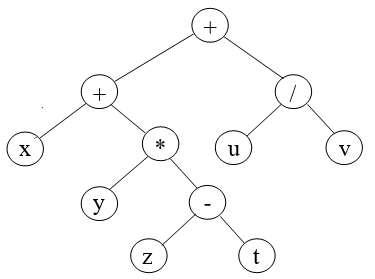 +
+ /
x * u v
y -
z t